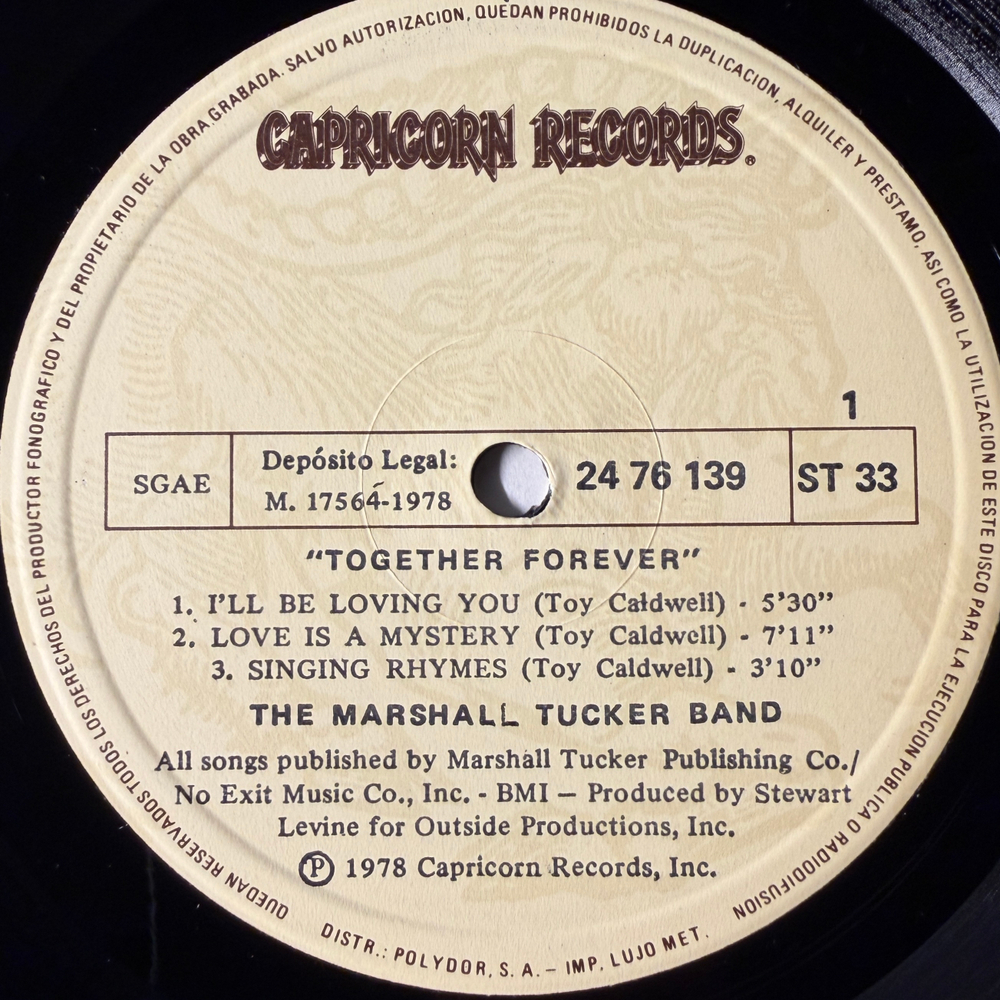 QUEDAN RESERVADOS TODOS LOS DERECHOS DEL PRODUCTOR FONOGRAFICO Y DEL PROPIETARIO DE LA OBRA GRABADA. SALVO AUTORIZACION, QUEDAN PROHIBIDOS LA DUPLICACION, ALQUILER Y PRESTAMO, ASI COMO LA UTILIZACION DE ESTE DISCO PARA LA EJECUCION PUBLICA O RADIODIFUSION
CAPRICORN RECORDS®
1
SGAE
Depósito Legal:
M. 17564-1978
24 76 139
ST 33
"TOGETHER FOREVER"
1. I'LL BE LOVING YOU (Toy Caldwell) - 5'30"
2. LOVE IS A MYSTERY (Toy Caldwell) - 7'11"
3. SINGING RHYMES (Toy Caldwell) - 3'10"
THE MARSHALL TUCKER BAND
All songs published by Marshall Tucker Publishing Co./
No Exit Music Co., Inc. - BMI — Produced by Stewart
Levine for Outside Productions, Inc.
Ⓟ 1978 Capricorn Records, Inc.
DISTR.: POLYDOR, S. A. - IMP. LUJO MET.